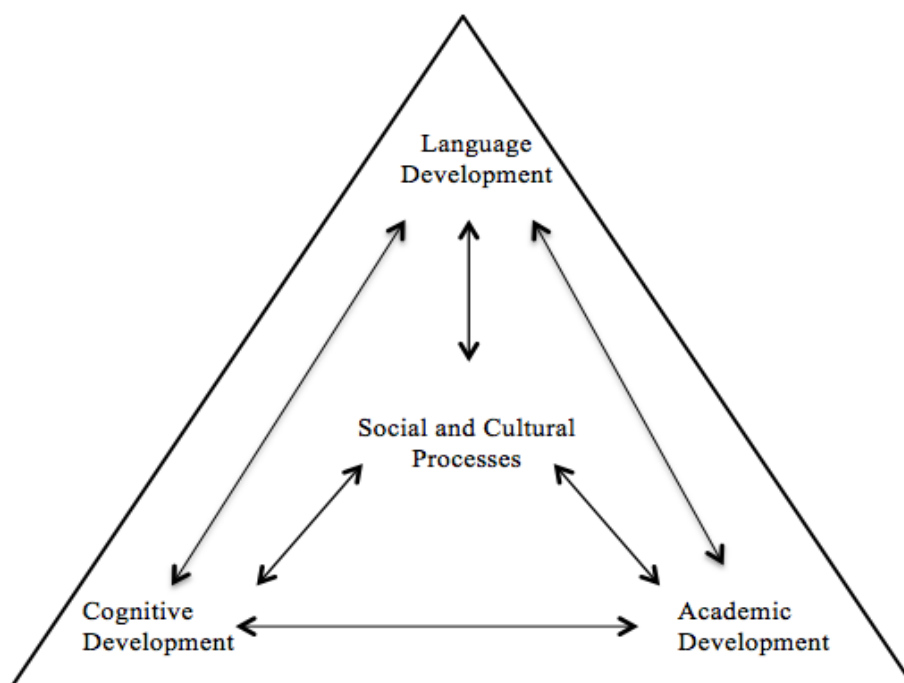 Language
Development
Social and Cultural
Processes
Cognitive
Development
Academic
Development